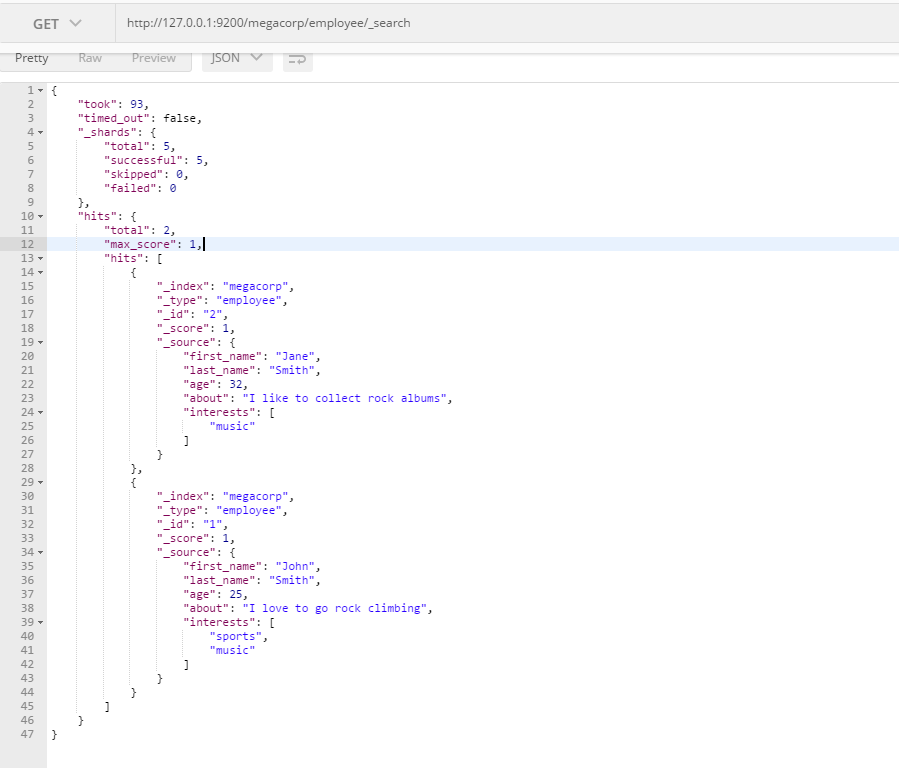 GET http://127.0.0.1:9200/megacorp/employee/_search
Pretty Raw Preview JSON
1 {
2 "took": 93,
3 "timed_out": false,
4 "_shards": {
5 "total": 5,
6 "successful": 5,
7 "skipped": 0,
8 "failed": 0
9 },
10 "hits": {
11 "total": 2,
12 "max_score": 1,
13 "hits": [
14 {
15 "_index": "megacorp",
16 "_type": "employee",
17 "_id": "2",
18 "_score": 1,
19 "_source": {
20 "first_name": "Jane",
21 "last_name": "Smith",
22 "age": 32,
23 "about": "I like to collect rock albums",
24 "interests": [
25 "music"
26 ]
27 }
28 },
29 {
30 "_index": "megacorp",
31 "_type": "employee",
32 "_id": "1",
33 "_score": 1,
34 "_source": {
35 "first_name": "John",
36 "last_name": "Smith",
37 "age": 25,
38 "about": "I love to go rock climbing",
39 "interests": [
40 "sports",
41 "music"
42 ]
43 }
44 }
45 ]
46 }
47 }